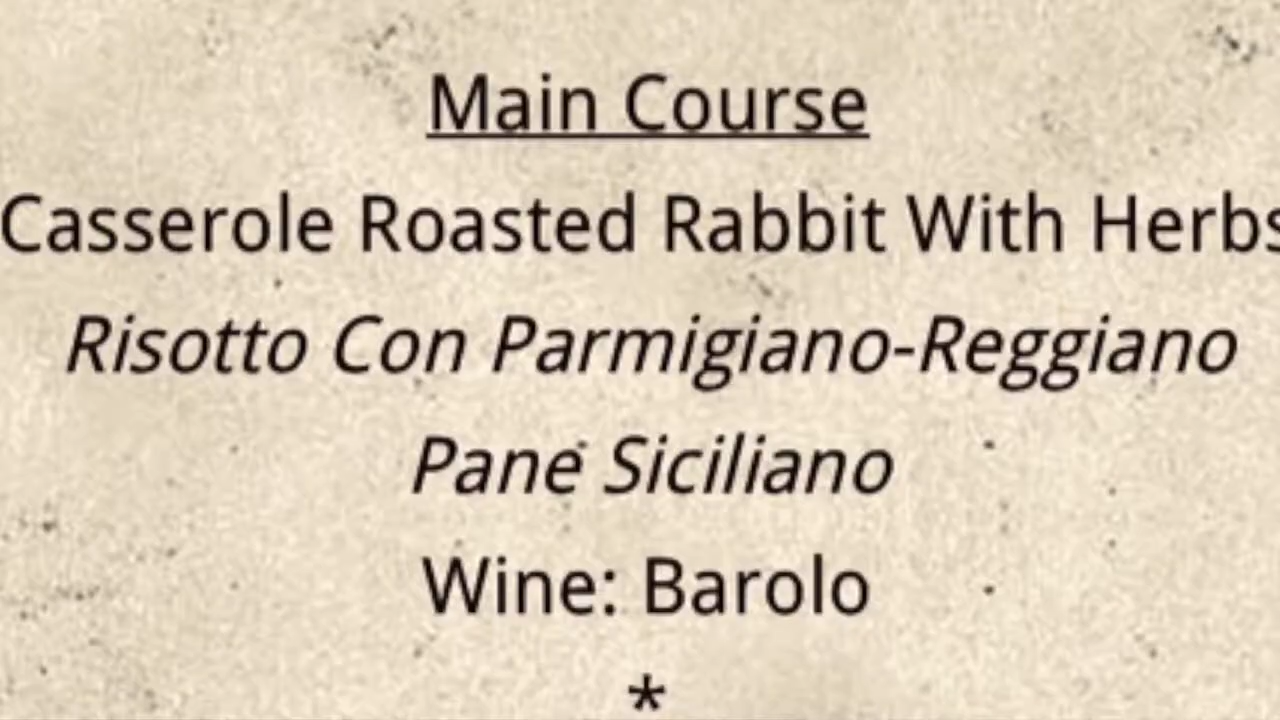 Main Course
Casserole Roasted Rabbit With Herbs
Risotto Con Parmigiano-Reggiano
Pane Siciliano
Wine: Barolo
*